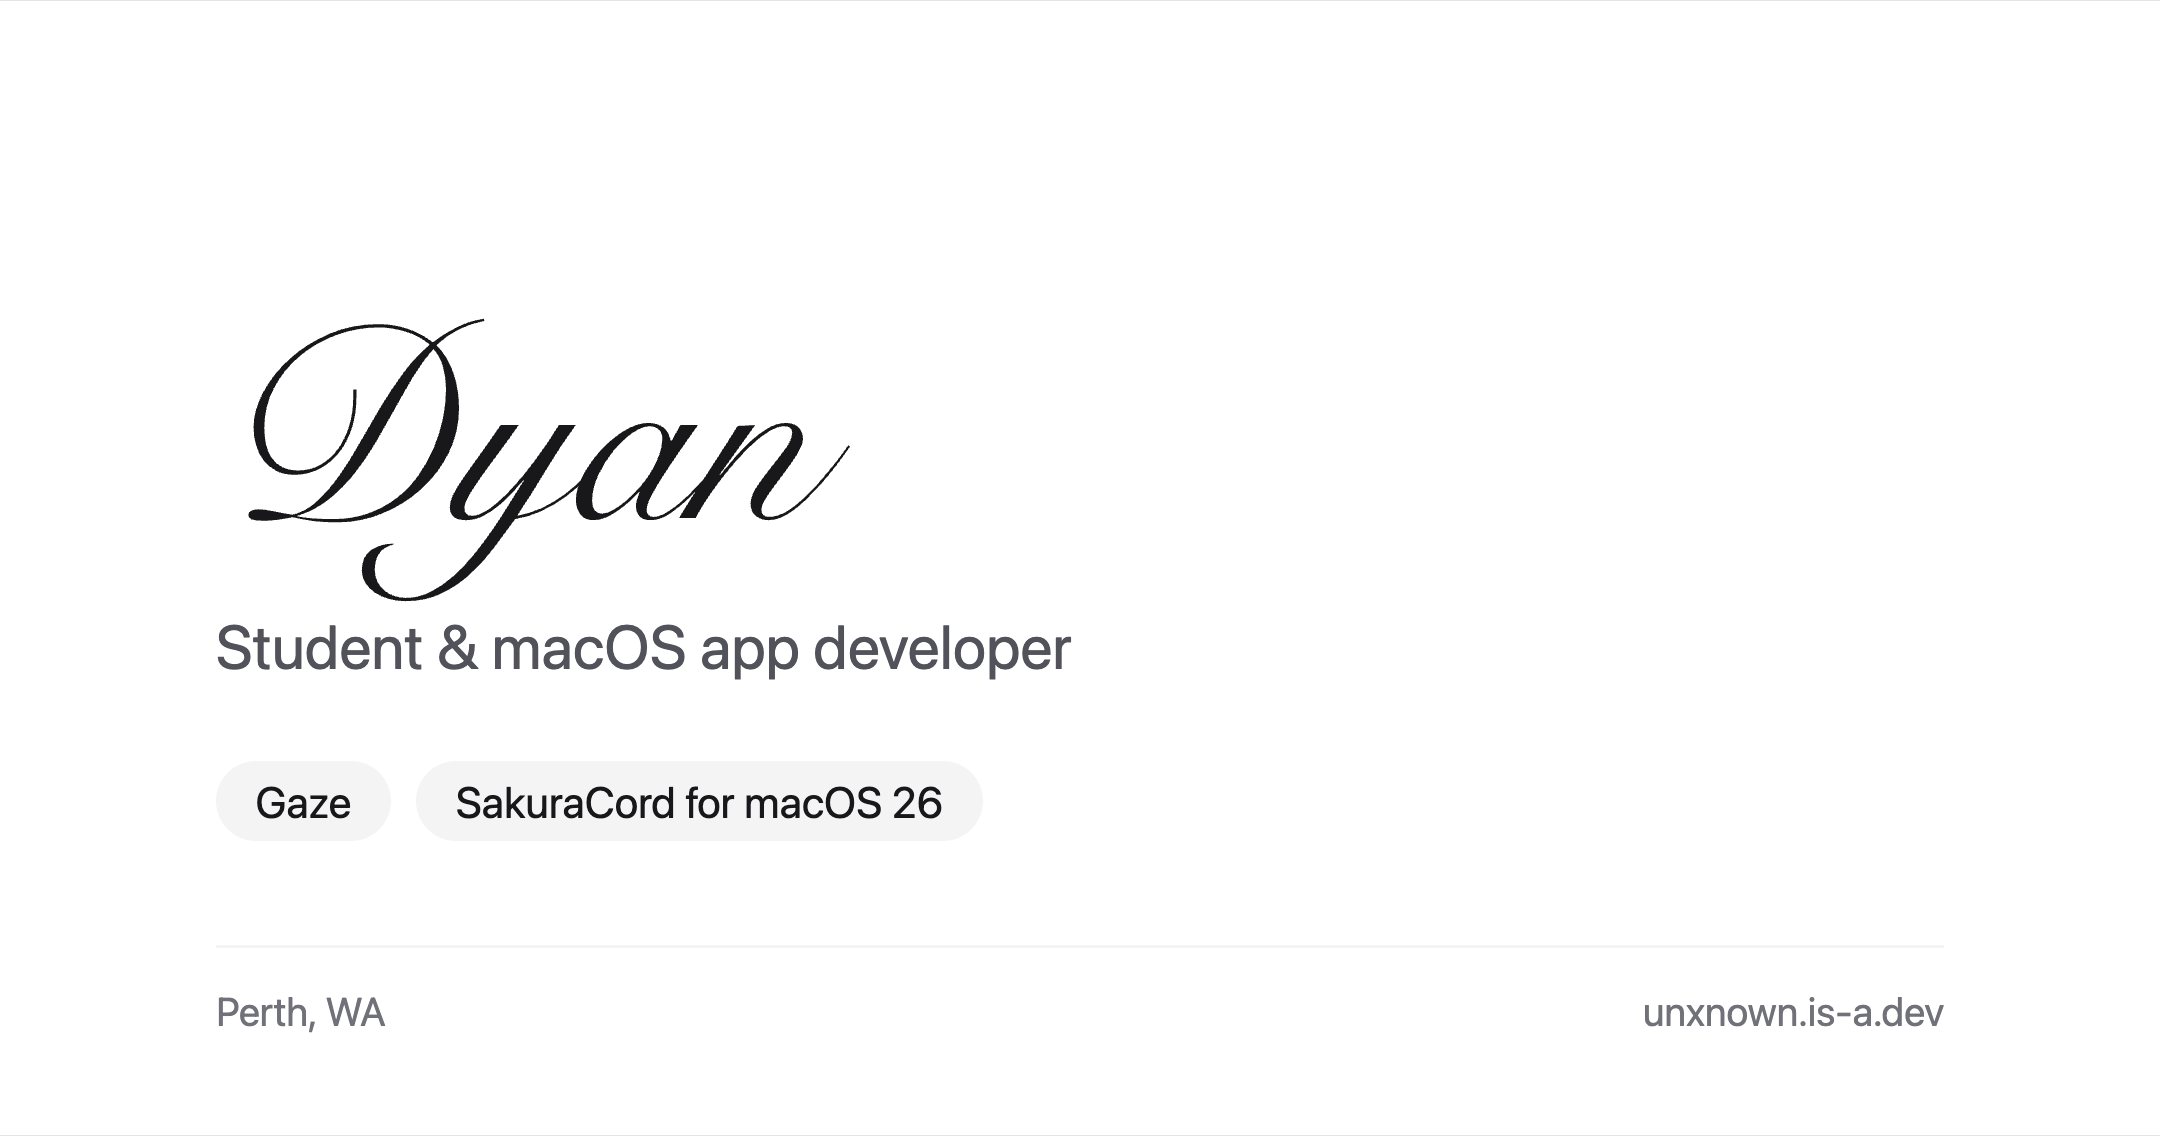 Dyan
Student & macOS app developer
Gaze
SakuraCord for macOS 26
Perth, WA
unxnown.is-a.dev